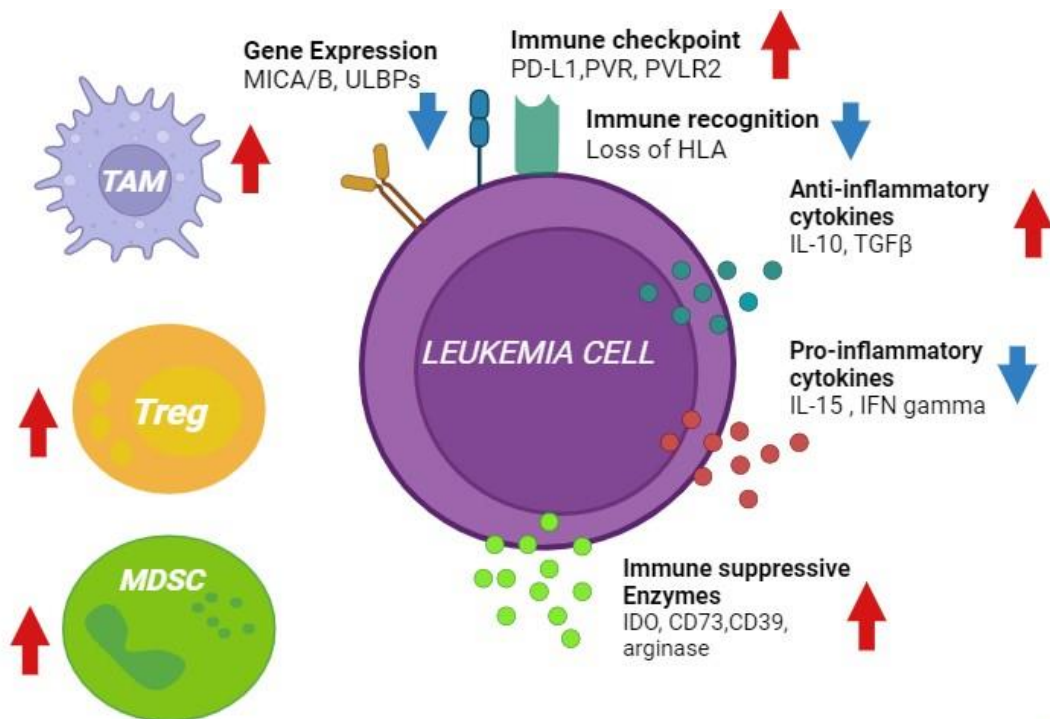 Gene Expression
MICA/B, ULBPs
Immune checkpoint
PD-L1,PVR, PVLR2
Immune recognition
Loss of HLA
TAM
Anti-inflammatory
cytokines
IL-10, TGFβ
LEUKEMIA CELL
Pro-inflammatory
cytokines
IL-15 , IFN gamma
Treg
MDSC
Immune suppressive
Enzymes
IDO, CD73,CD39,
arginase